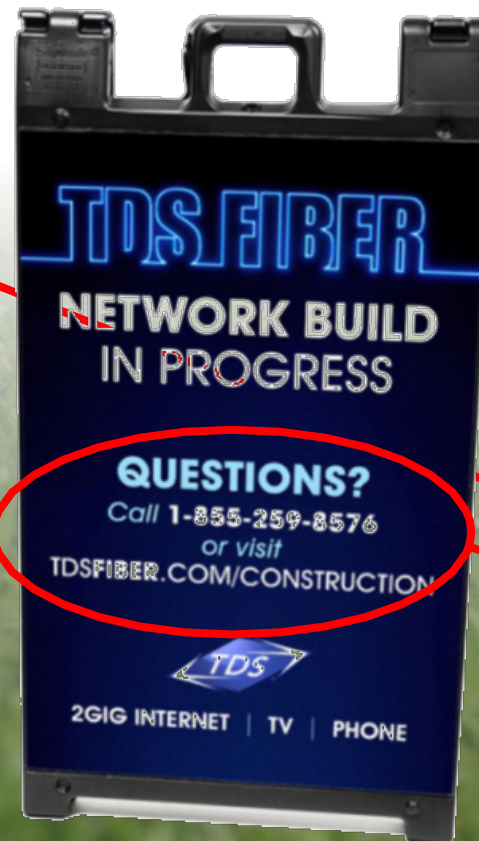 TDS FIBER
NETWORK BUILD
IN PROGRESS
QUESTIONS?
Call 1-855-259-8576
or visit
TDSFIBER.COM/CONSTRUCTION
TDS
2GIG INTERNET | TV | PHONE